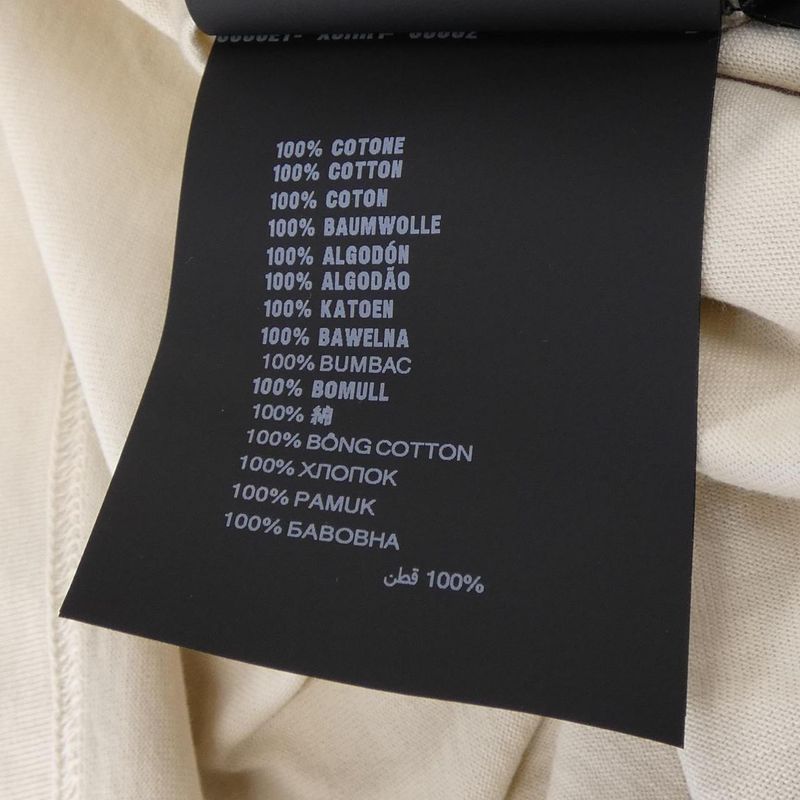 100% COTONE
100% COTTON
100% COTON
100% BAUMWOLLE
100% ALGODÓN
100% ALGODÃO
100% KATOEN
100% BAWELNA
100% BUMBAC
100% BOMULL
100% 綿
100% BÔNG COTTON
100% ХЛОПОК
100% PAMUK
100% БАВОВНА
100% قطن